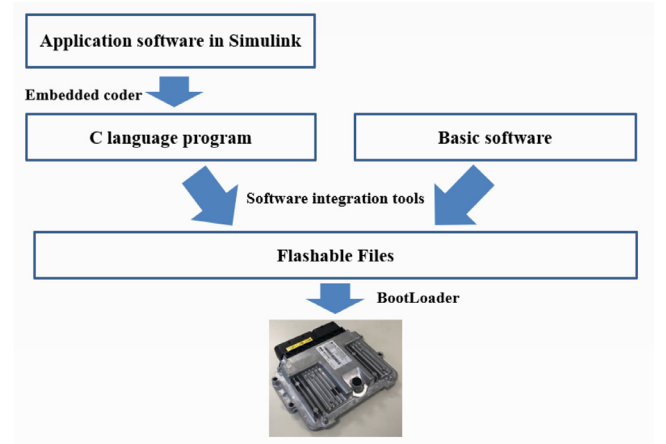 Application software in Simulink
Embedded coder
C language program
Basic software
Software integration tools
Flashable Files
BootLoader